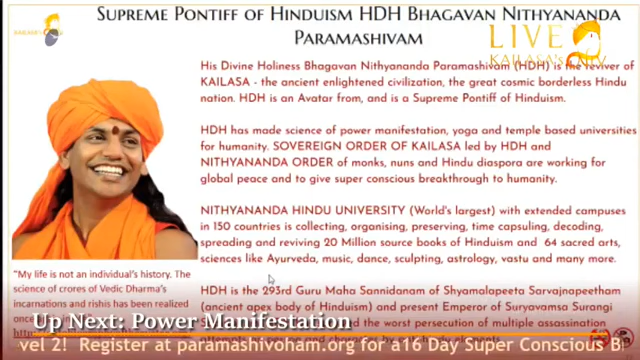 SUPREME PONTIFF OF HINDUISM HDH BHAGAVAN NITHYANANDA
PARAMASHIVAM
LIVE
KAILASA'S
His Divine Holiness Bhagavan Nithyananda Paramashivam (HDH) is the reviver of
KAILASA - the ancient enlightened civilization, the great cosmic borderless Hindu
nation. HDH is an Avatar from, and is a Supreme Pontiff of Hinduism.
HDH has made science of power manifestation, yoga and temple based universities
for humanity. SOVEREIGN ORDER OF KAILASA led by HDH and
NITHYANANDA ORDER of monks, nuns and Hindu diaspora are working for
global peace and to give super conscious breakthrough to humanity.
NITHYANANDA HINDU UNIVERSITY (World's largest) with extended campuses
in 150 countries is collecting, organising, preserving, time capsuling, decoding,
spreading and reviving 20 Million source books of Hinduism and 64 sacred arts,
sciences like Ayurveda, music, dance, sculpting, astrology, vastu and many more.
HDH is the 293rd Guru Maha Sannidanam of Shyamalapeeta Sarvajnapeetham
(ancient apex body of Hinduism) and present Emperor of Suryavamsa Surangi
the worst persecution of multiple assassination
"My life is not an individual's history. The
science of crores of Vedic Dharma's
incarnations and rishis has been realized
Up Next: Power Manifestation
vel 2! Register at paramashivoham.org for a 16 Day Super Conscious B